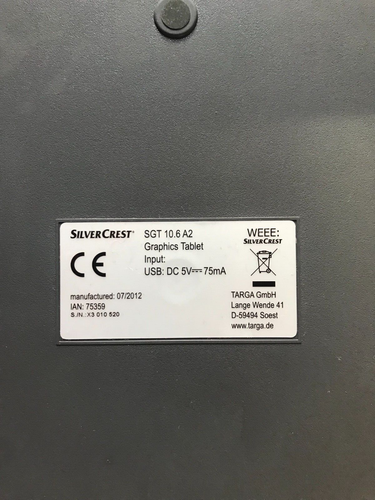 SILVERCREST®
SGT 10.6 A2
Graphics Tablet
Input:
USB: DC 5V⎓75mA
WEEE:
SILVERCREST
CE
manufactured: 07/2012
IAN: 75359
S./N.: X3 010 520
TARGA GmbH
Lange Wende 41
D-59494 Soest
www.targa.de